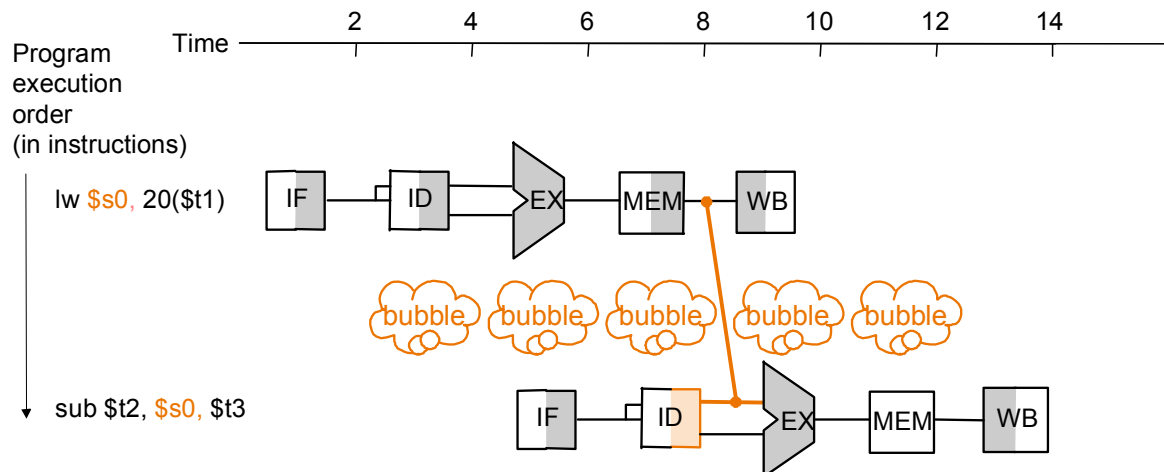 2 4 6 8 10 12 14
Time
Program
execution
order
(in instructions)
lw $s0, 20($t1)
IF ID EX MEM WB
bubble bubble bubble bubble bubble
sub $t2, $s0, $t3
IF ID EX MEM WB